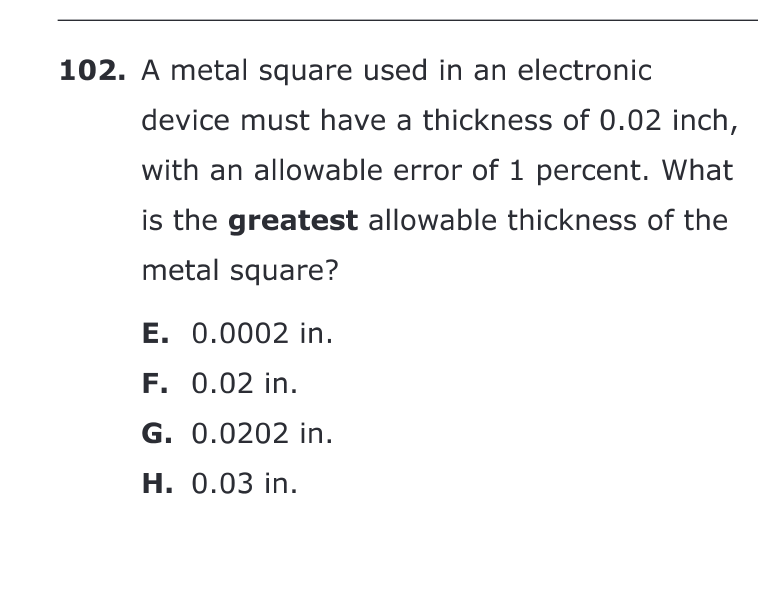 102. A metal square used in an electronic
device must have a thickness of 0.02 inch,
with an allowable error of 1 percent. What
is the greatest allowable thickness of the
metal square?
E. 0.0002 in.
F. 0.02 in.
G. 0.0202 in.
H. 0.03 in.